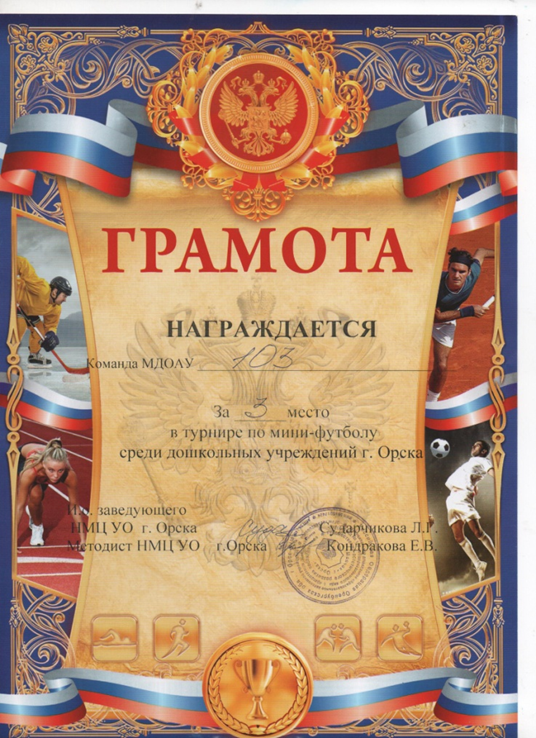 ГРАМОТА
НАГРАЖДАЕТСЯ
Команда МДОАУ 103
За 3 место
в турнире по мини-футболу
среди дошкольных учреждений г. Орска
заведующего
НМЦ УО г. Орска Сударчикова Л.Г.
Методист НМЦ УО г.Орска Кондракова Е.В.